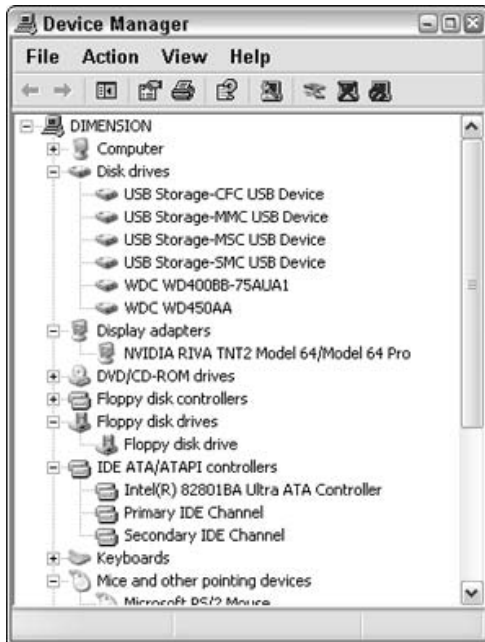 Device Manager
File Action View Help
DIMENSION
Computer
Disk drives
USB Storage-CFC USB Device
USB Storage-MMC USB Device
USB Storage-MSC USB Device
USB Storage-SMC USB Device
WDC WD400BB-75AUA1
WDC WD450AA
Display adapters
NVIDIA RIVA TNT2 Model 64/Model 64 Pro
DVD/CD-ROM drives
Floppy disk controllers
Floppy disk drives
Floppy disk drive
IDE ATA/ATAPI controllers
Intel(R) 82801BA Ultra ATA Controller
Primary IDE Channel
Secondary IDE Channel
Keyboards
Mice and other pointing devices
Microsoft PS/2 Mouse